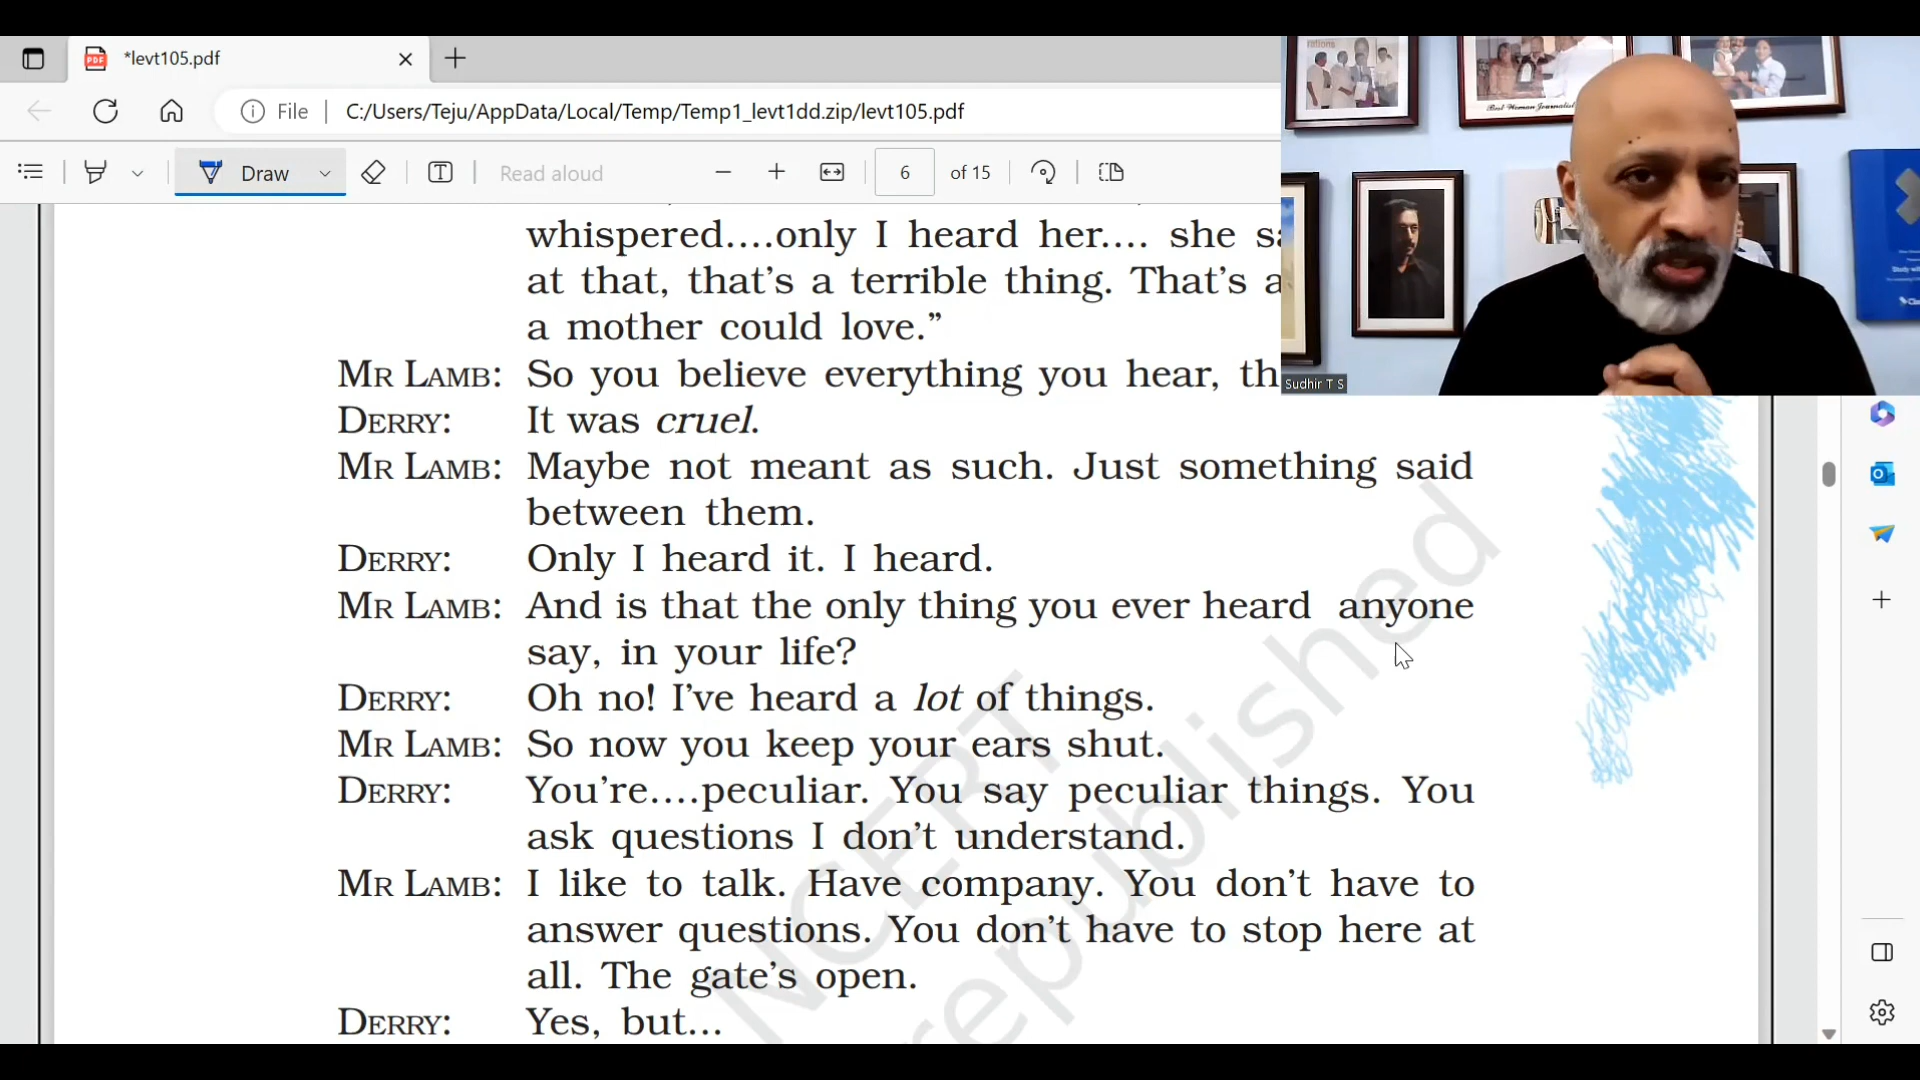 *levt105.pdf
File
C:/Users/Teju/AppData/Local/Temp/Temp1_levt1dd.zip/levt105.pdf
Draw
Read aloud
6 of 15
whispered....only I heard her.... she
at that, that's a terrible thing. That's a
a mother could love.”
MR LAMB: So you believe everything you hear,
DERRY: It was cruel.
MR LAMB: Maybe not meant as such. Just something said
between them.
DERRY: Only I heard it. I heard.
MR LAMB: And is that the only thing you ever heard anyone
say, in your life?
DERRY: Oh no! I've heard a lot of things.
MR LAMB: So now you keep your ears shut.
DERRY: You're....peculiar. You say peculiar things. You
ask questions I don't understand.
MR LAMB: I like to talk. Have company. You don't have to
answer questions. You don't have to stop here at
all. The gate's open.
DERRY: Yes, but...
NCERT
republished
Sudhir T S
Best Woman Journalist